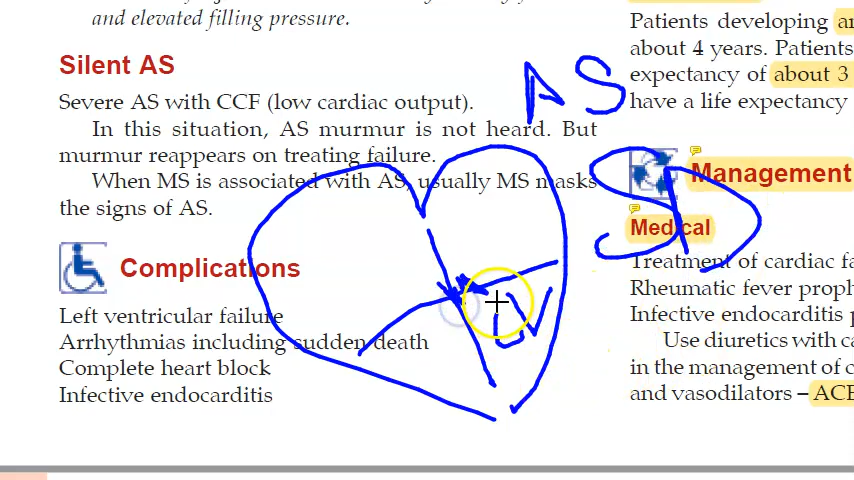 and elevated filling pressure.
Silent AS
Severe AS with CCF (low cardiac output).
In this situation, AS murmur is not heard. But
murmur reappears on treating failure.
When MS is associated with AS, usually MS masks
the signs of AS.
Complications
Left ventricular failure
Arrhythmias including sudden death
Complete heart block
Infective endocarditis
AS
Patients developing
about 4 years. Patients
expectancy of about 3
have a life expectancy
Management
Medical
Treatment of cardiac
Rheumatic fever
Infective endocarditis
Use diuretics with
in the management of
and vasodilators –